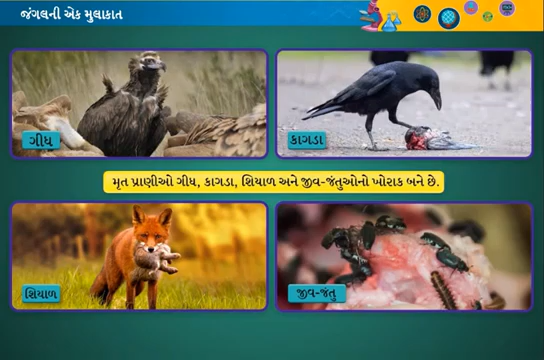 જંગલની એક મુલાકાત
ગીધ
કાગડા
મૃત પ્રાણીઓ ગીધ, કાગડા, શિયાળ અને જીવ-જંતુઓનો ખોરાક બને છે.
શિયાળ
જીવ-જંતુ